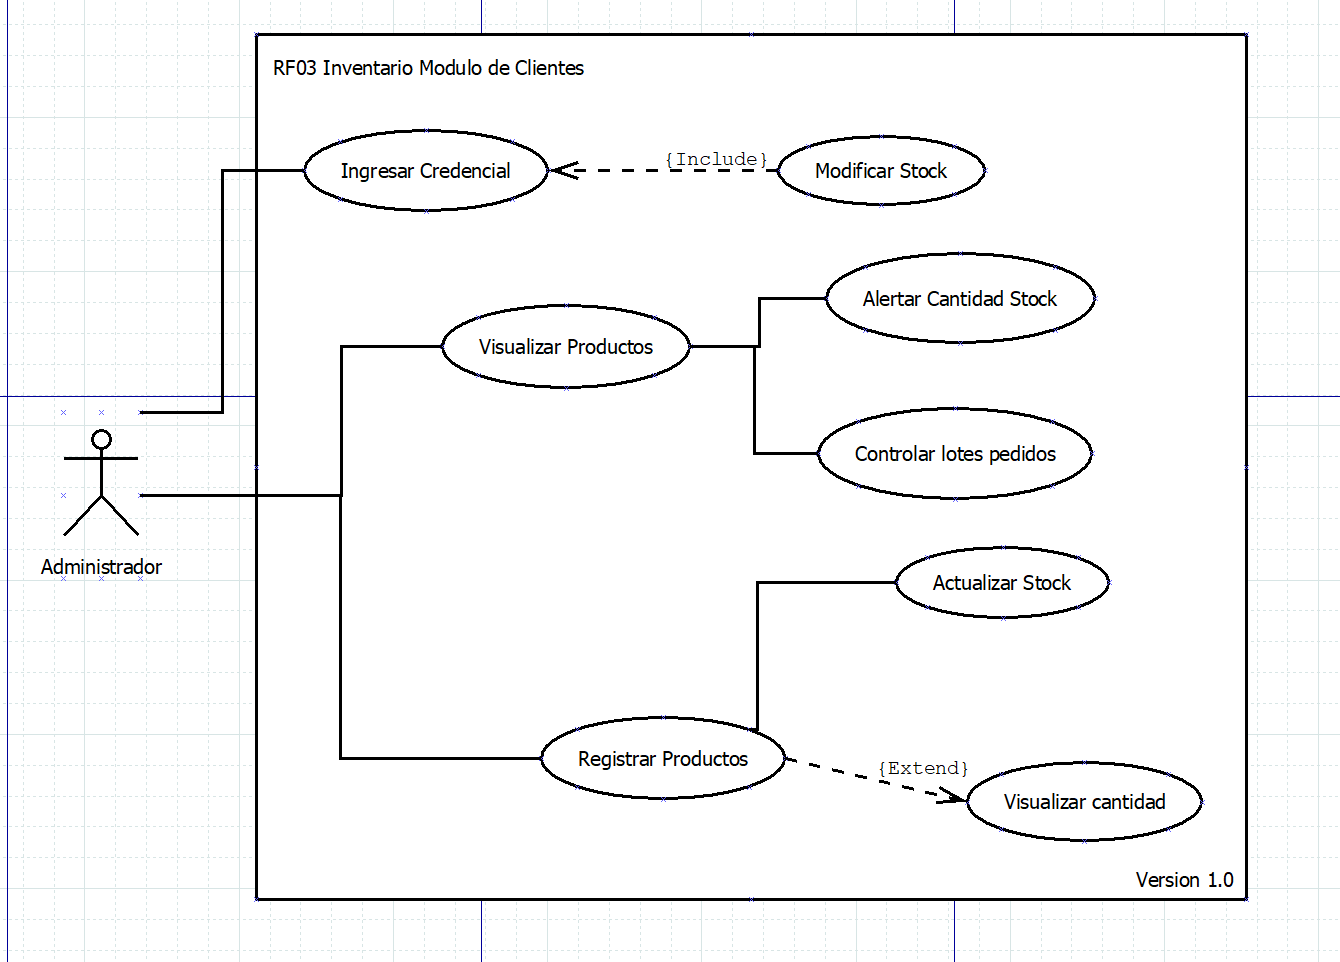 RF03 Inventario Modulo de Clientes
Ingresar Credencial
{Include}
Modificar Stock
Alertar Cantidad Stock
Visualizar Productos
Controlar lotes pedidos
Administrador
Actualizar Stock
Registrar Productos
{Extend}
Visualizar cantidad
Version 1.0